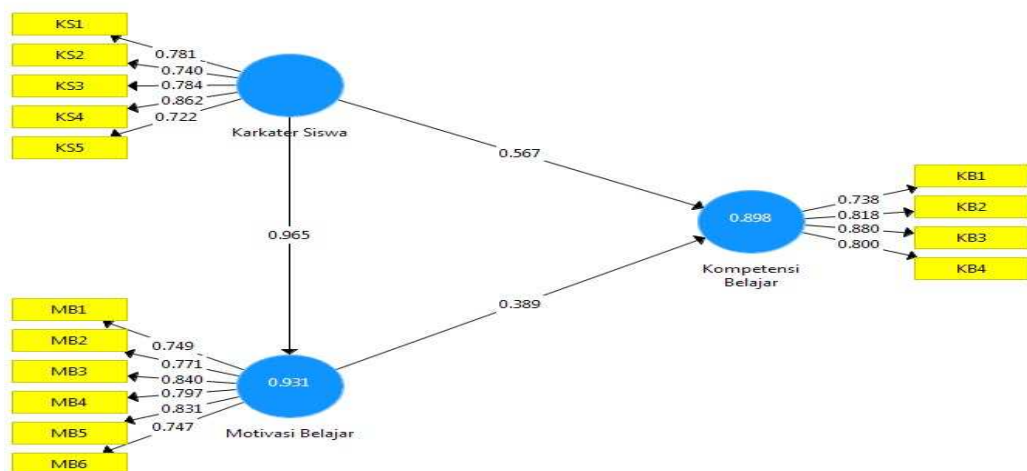 KS1
KS2
KS3
KS4
KS5
0.781
0.740
0.784
0.862
0.722
Karkater Siswa
0.567
0.965
0.898
Kompetensi
Belajar
0.738
0.818
0.880
0.800
KB1
KB2
KB3
KB4
0.389
MB1
MB2
MB3
MB4
MB5
MB6
0.749
0.771
0.840
0.797
0.831
0.747
0.931
Motivasi Belajar